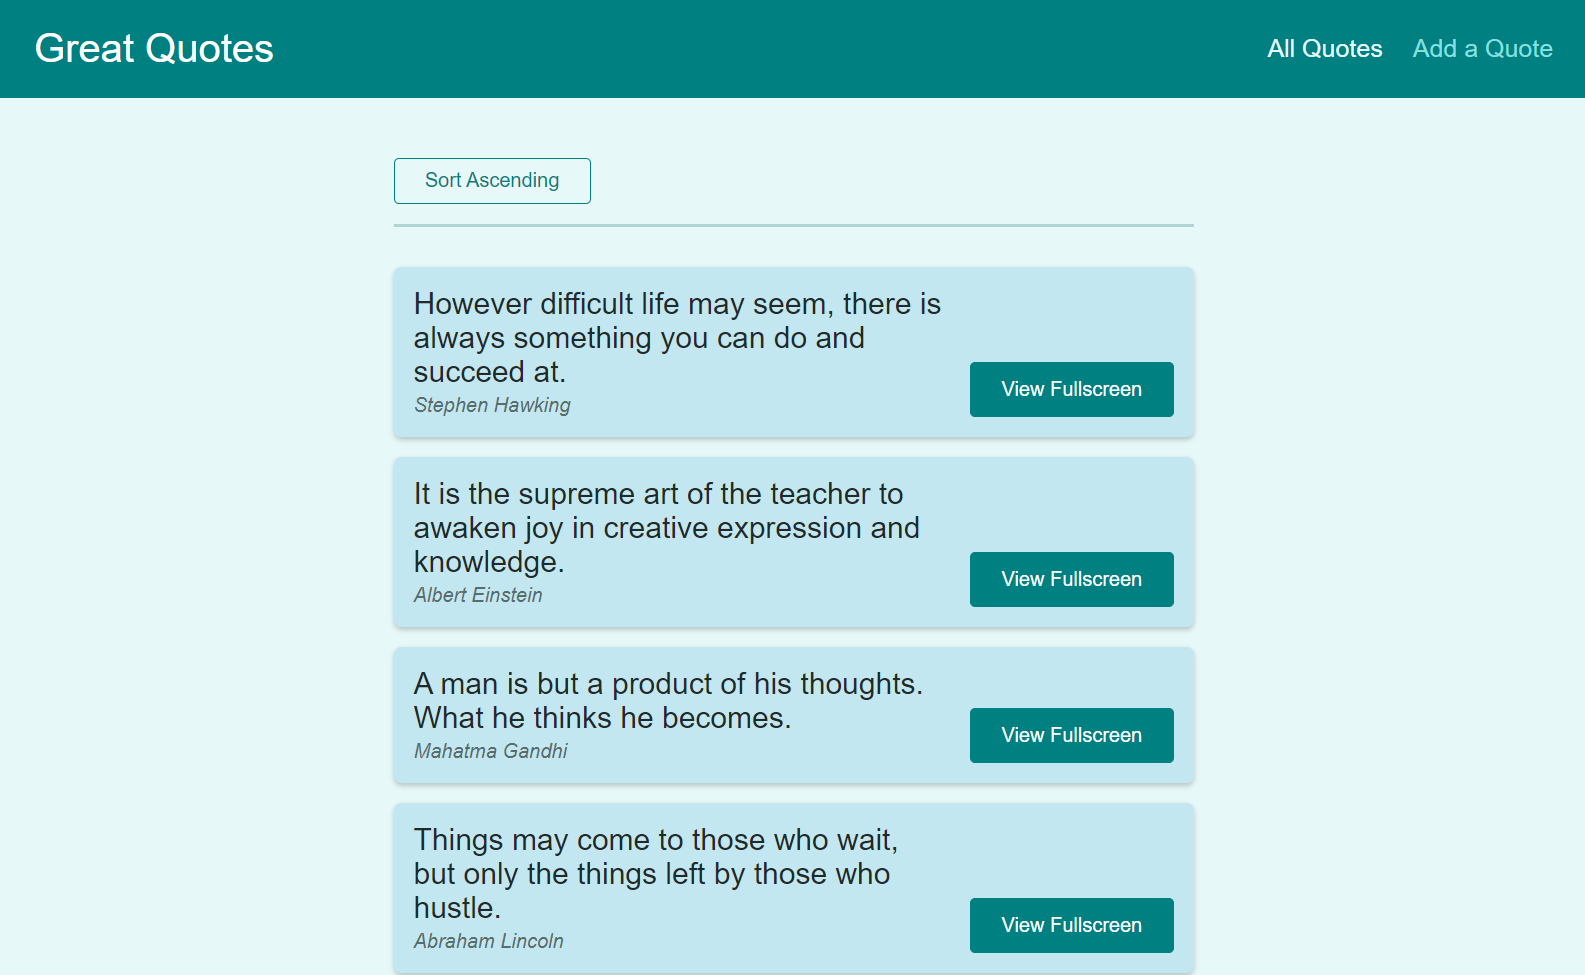 Great Quotes
All Quotes
Add a Quote
Sort Ascending
However difficult life may seem, there is
always something you can do and
succeed at.
Stephen Hawking
View Fullscreen
It is the supreme art of the teacher to
awaken joy in creative expression and
knowledge.
Albert Einstein
View Fullscreen
A man is but a product of his thoughts.
What he thinks he becomes.
Mahatma Gandhi
View Fullscreen
Things may come to those who wait,
but only the things left by those who
hustle.
Abraham Lincoln
View Fullscreen